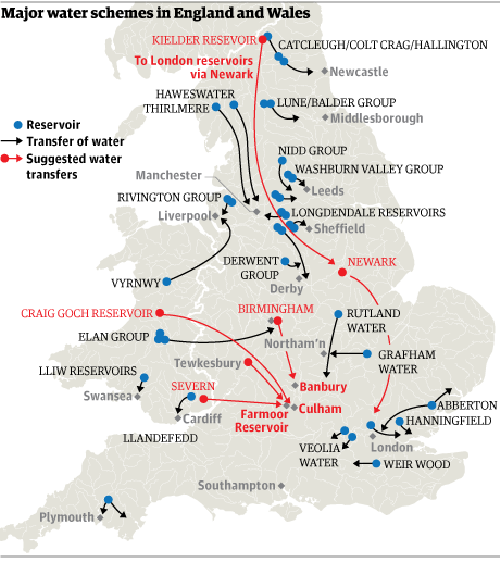 Major water schemes in England and Wales
KIELDER RESEVOIR
CATCLEUGH/COLT CRAG/HALLINGTON
To London reservoirs
via Newark
Newcastle
HAWESWATER
THIRLMERE
LUNE/BALDER GROUP
Middlesborough
Reservoir
Transfer of water
Suggested water
transfers
NIDD GROUP
WASHBURN VALLEY GROUP
Manchester
Leeds
RIVINGTON GROUP
Liverpool
LONGDENDALE RESERVOIRS
Sheffield
DERWENT
GROUP
NEWARK
VYRNWY
Derby
CRAIG GOCH RESERVOIR
BIRMINGHAM
RUTLAND
WATER
ELAN GROUP
Northam'n
GRAFHAM
WATER
Tewkesbury
LLIW RESERVOIRS
Swansea
SEVERN
Banbury
Culham
Farmoor
Reservoir
ABBERTON
HANNINGFIELD
Cardiff
LLANDEFEDD
London
VEOLIA
WATER
WEIR WOOD
Southampton
Plymouth